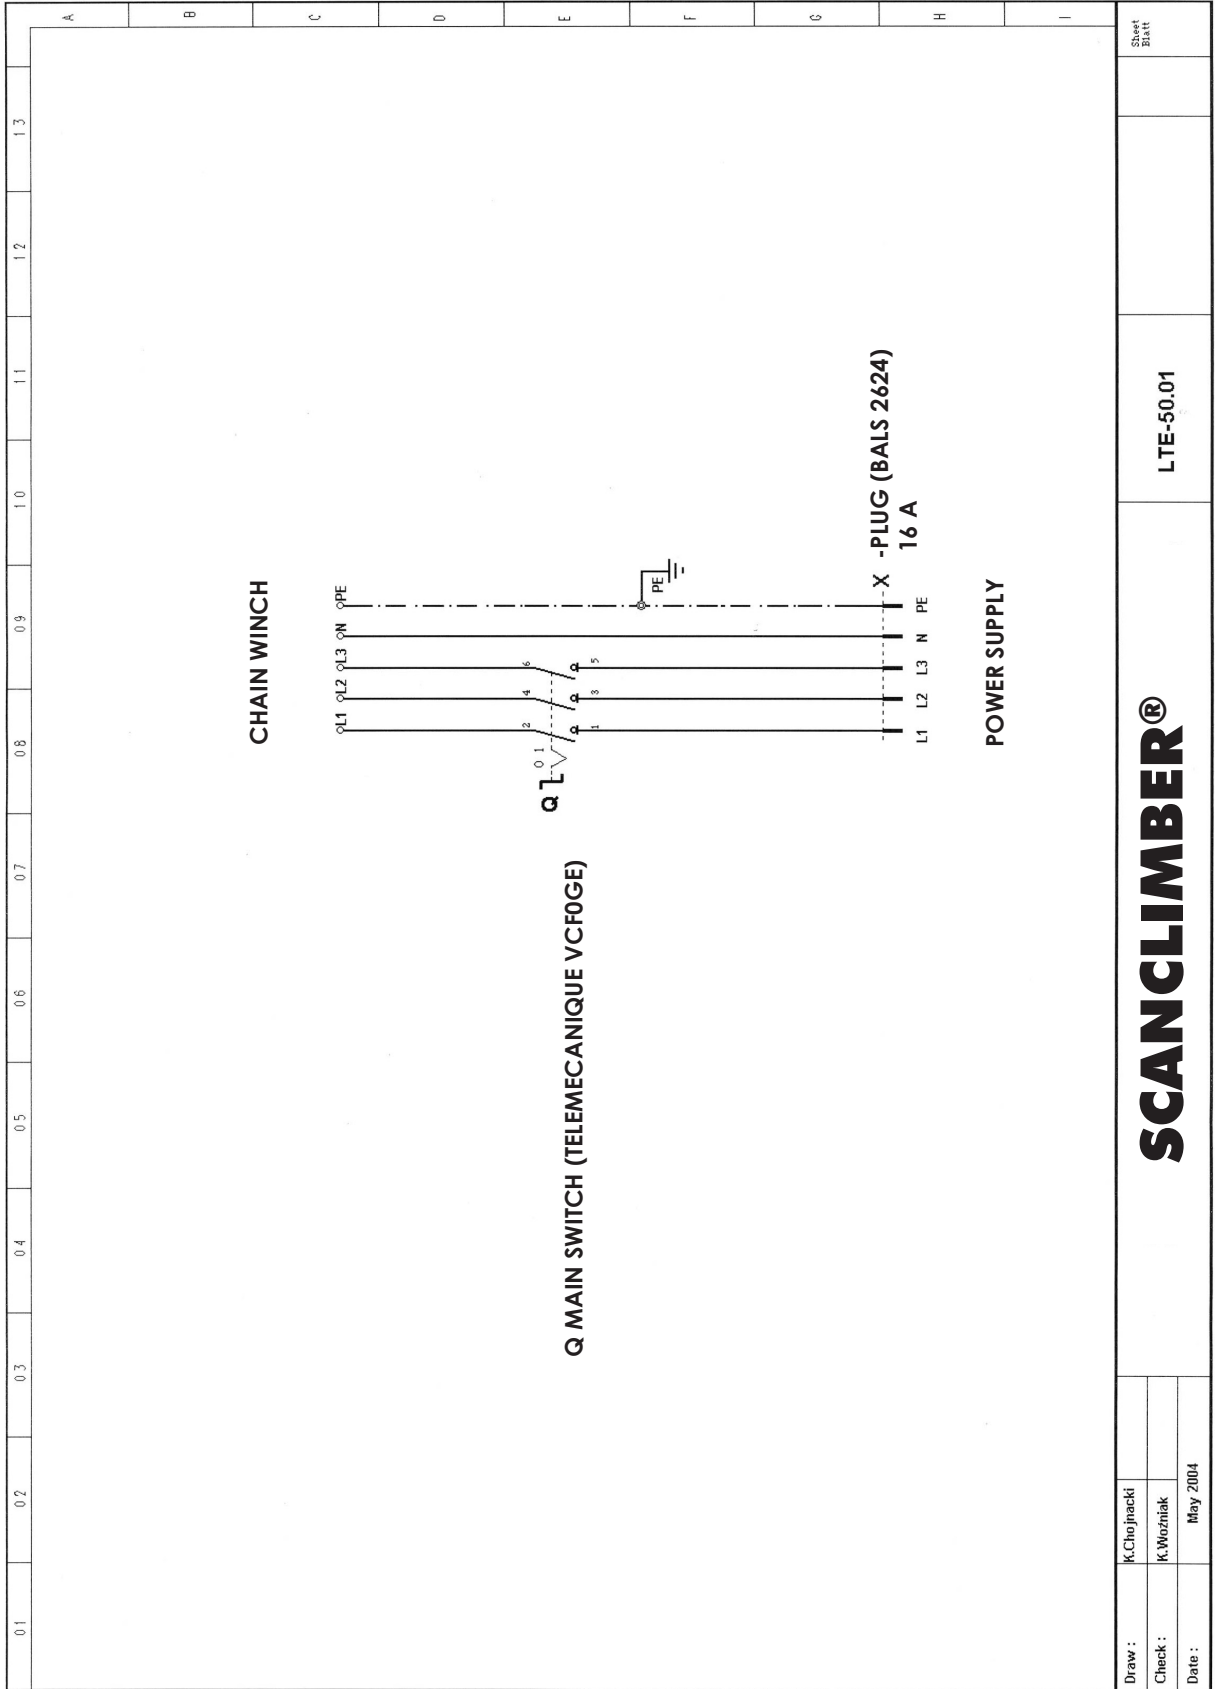 01 02 03 04 05 06 07 08 09 10 11 12 13
A
B
C
D
E
F
G
H
I
CHAIN WINCH
L1 L2 L3 N PE
2 4 6
0 1
Q
1 3 5
Q MAIN SWITCH (TELEMECANIQUE VCF0GE)
PE
X -PLUG (BALS 2624)
16 A
L1 L2 L3 N PE
POWER SUPPLY
Draw : K.Chojnacki
Check : K.Woźniak
Date : May 2004
SCANCLIMBER®
LTE-50.01
Sheet
Blatt